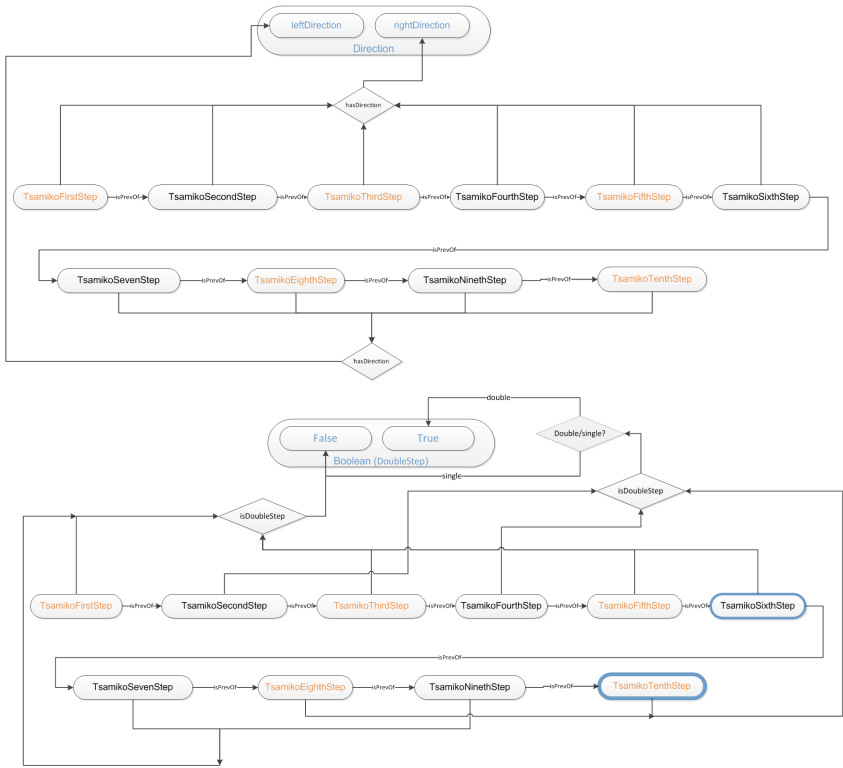 leftDirection rightDirection
Direction
hasDirection
TsamikoFirstStep isPrevOf TsamikoSecondStep isPrevOf TsamikoThirdStep isPrevOf TsamikoFourthStep isPrevOf TsamikoFifthStep isPrevOf TsamikoSixthStep
isPrevOf
TsamikoSevenStep isPrevOf TsamikoEighthStep isPrevOf TsamikoNinethStep isPrevOf TsamikoTenthStep
hasDirection
double
False True Double/single?
Boolean (DoubleStep)
single
isDoubleStep
isDoubleStep
TsamikoFirstStep isPrevOf TsamikoSecondStep isPrevOf TsamikoThirdStep isPrevOf TsamikoFourthStep isPrevOf TsamikoFifthStep isPrevOf TsamikoSixthStep
isPrevOf
TsamikoSevenStep isPrevOf TsamikoEighthStep isPrevOf TsamikoNinethStep isPrevOf TsamikoTenthStep